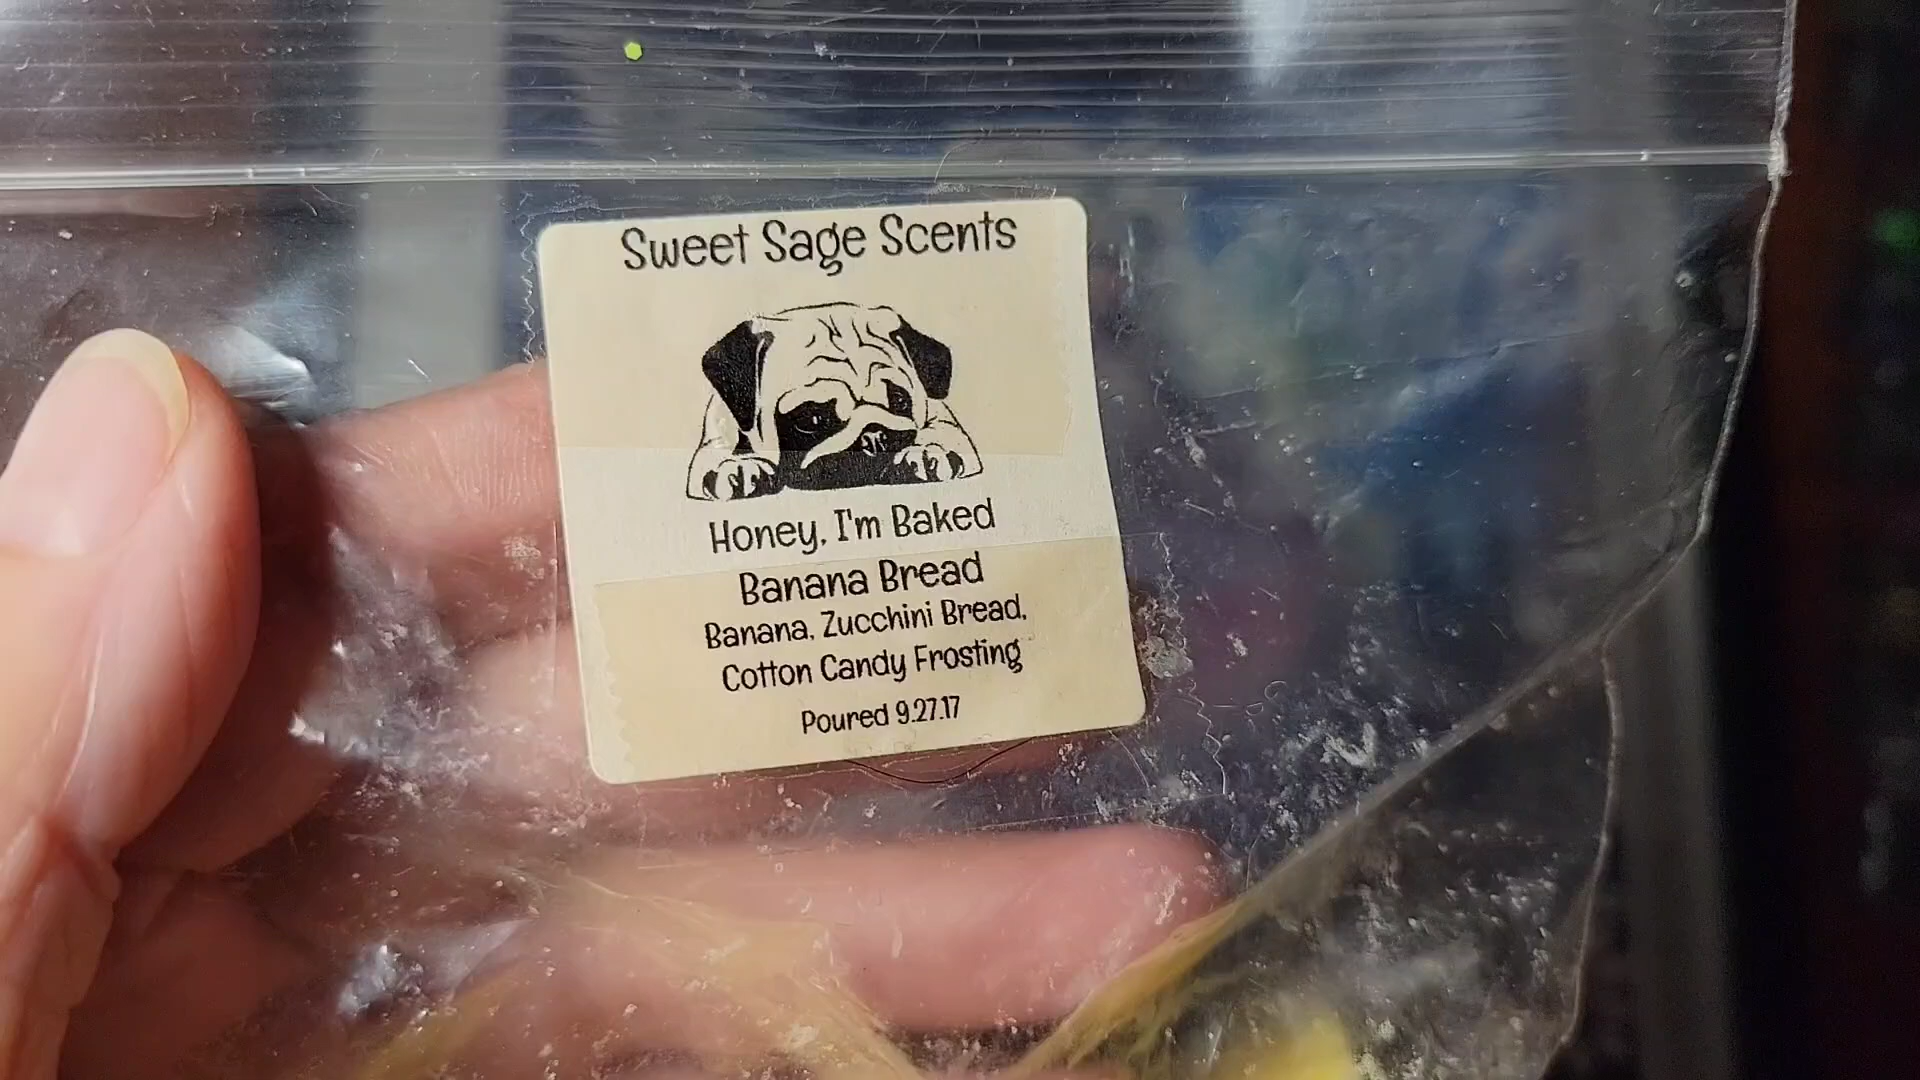 Sweet Sage Scents
Honey, I'm Baked
Banana Bread
Banana, Zucchini Bread,
Cotton Candy Frosting
Poured 9.27.17